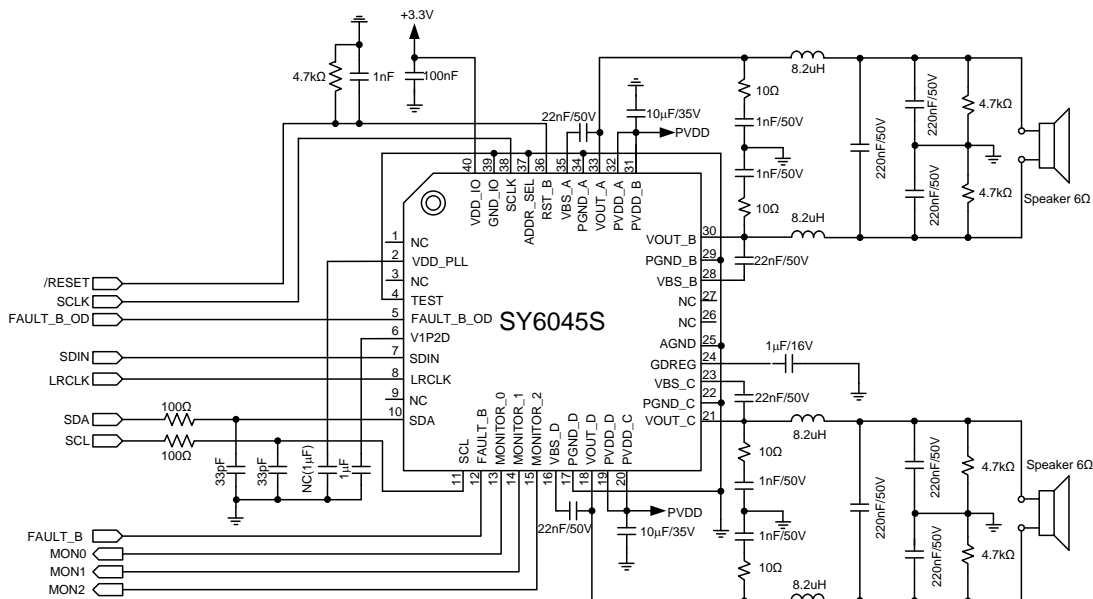 +3.3V
4.7kΩ
1nF
100nF
8.2uH
10Ω
1nF/50V
1nF/50V
10Ω
220nF/50V
220nF/50V
220nF/50V
4.7kΩ
4.7kΩ
Speaker 6Ω
22nF/50V
10μF/35V
PVDD
40
39
38
37
36
35
34
33
32
31
VDD_IO
GND_IO
SCLK
ADDR_SEL
RST_B
VBS_A
PGND_A
VOUT_A
PVDD_A
PVDD_B
8.2uH
22nF/50V
/RESET
SCLK
FAULT_B_OD
SDIN
LRCLK
SDA
SCL
100Ω
100Ω
1 NC
2 VDD_PLL
3 NC
4 TEST
5 FAULT_B_OD
6 V1P2D
7 SDIN
8 LRCLK
9 NC
10 SDA
SY6045S
VOUT_B 30
PGND_B 29
VBS_B 28
NC 27
NC 26
AGND 25
GDREG 24
VBS_C 23
PGND_C 22
VOUT_C 21
1μF/16V
22nF/50V
8.2uH
33pF
33pF
NC(1μF)
1μF
SCL
FAULT_B
MONITOR_0
MONITOR_1
MONITOR_2
VBS_D
PGND_D
VOUT_D
PVDD_D
PVDD_C
11
12
13
14
15
16
17
18
19
20
22nF/50V
PVDD
10μF/35V
10Ω
1nF/50V
1nF/50V
10Ω
8.2uH
220nF/50V
220nF/50V
220nF/50V
4.7kΩ
4.7kΩ
Speaker 6Ω
FAULT_B
MON0
MON1
MON2